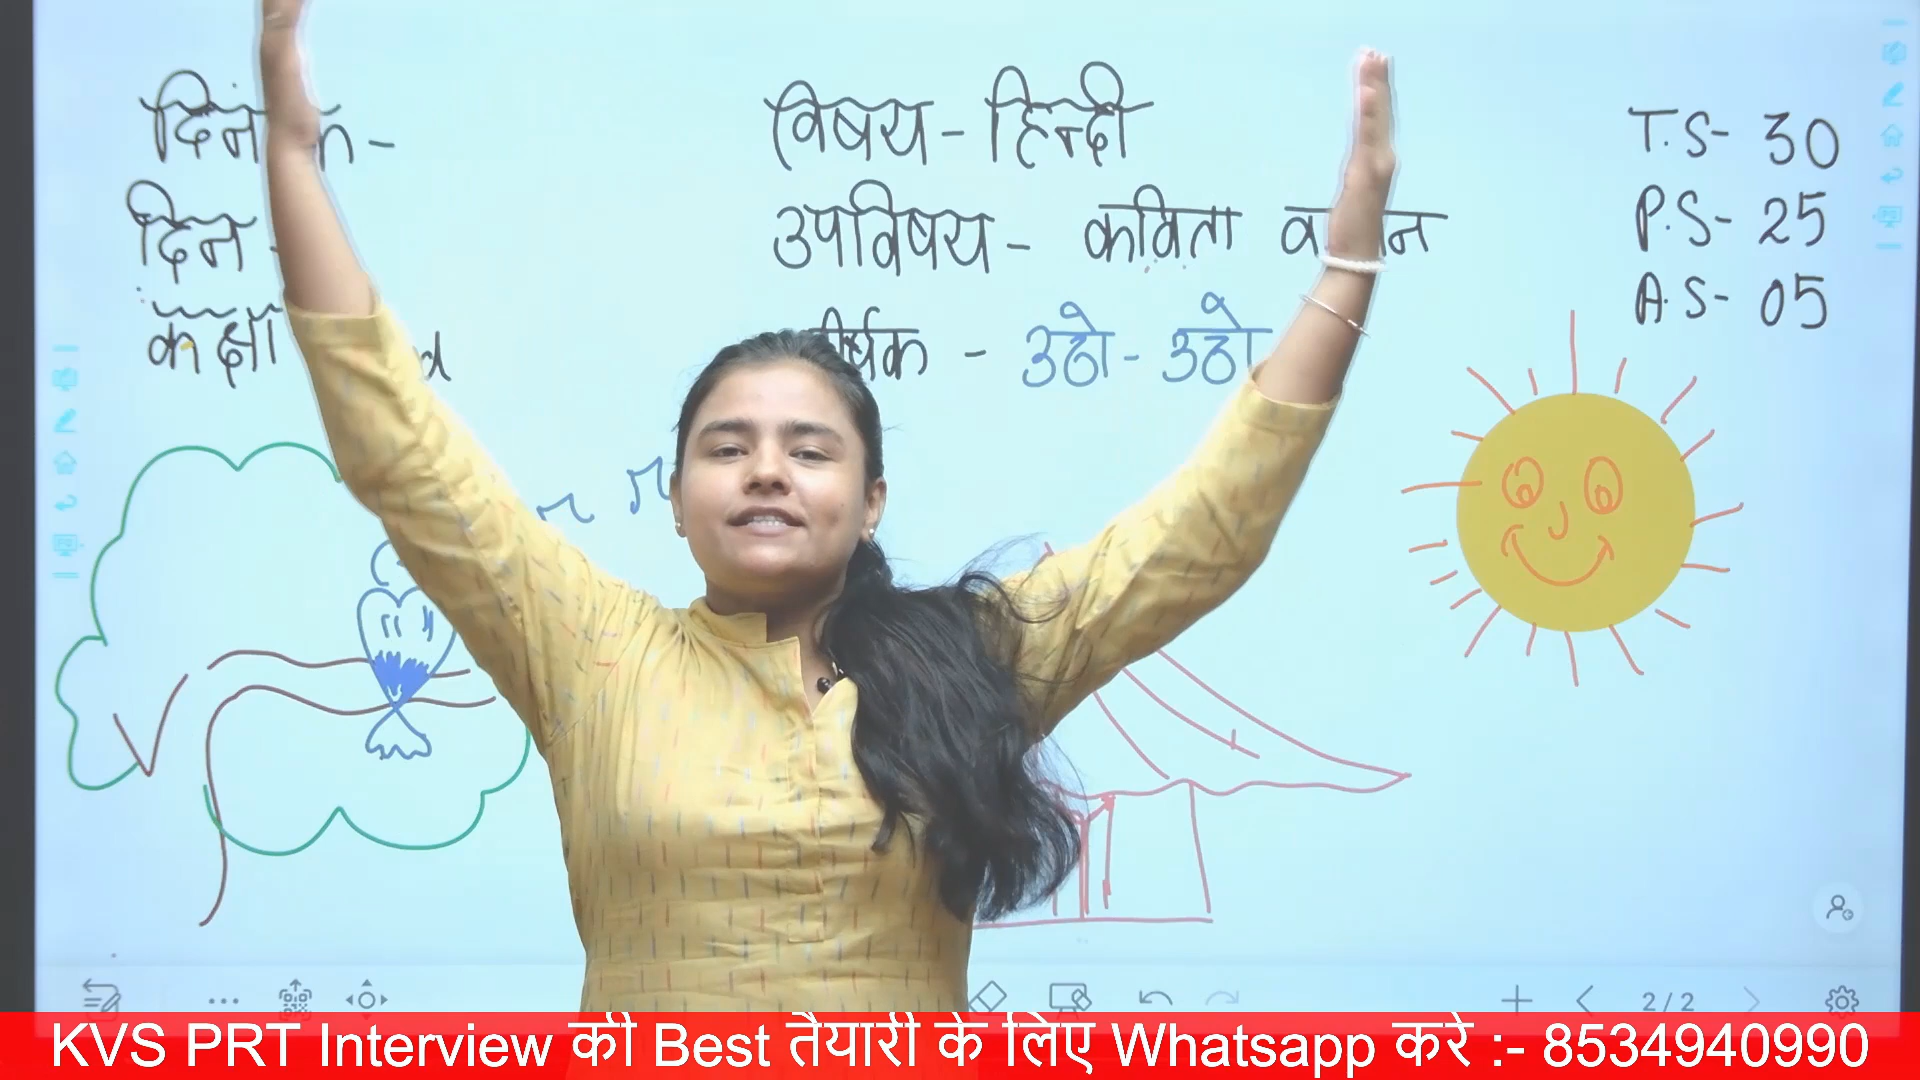 विषय - हिन्दी
T.S- 30
दिन
उपविषय - कविता
P.S- 25
कक्षा
A.S- 05
- उठो - उठो
2/2
KVS PRT Interview की Best तैयारी के लिए Whatsapp करे :- 8534940990